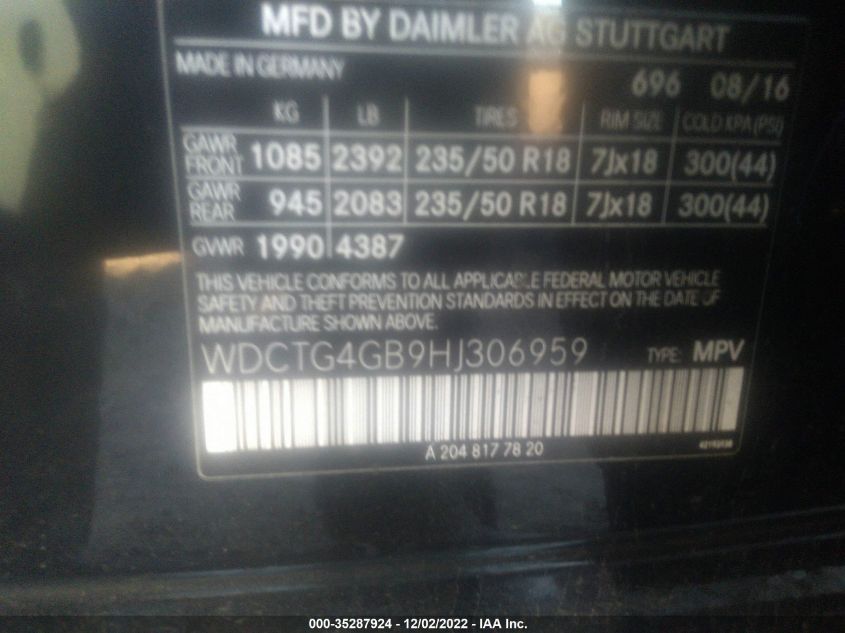 MFD BY DAIMLER AG STUTTGART
MADE IN GERMANY 696 08/16
KG LB TIRES RIM SIZE COLD KPA (PSI)
GAWR FRONT 1085 2392 235/50 R18 7Jx18 300(44)
GAWR REAR 945 2083 235/50 R18 7Jx18 300(44)
GVWR 1990 4387
THIS VEHICLE CONFORMS TO ALL APPLICABLE FEDERAL MOTOR VEHICLE
SAFETY AND THEFT PREVENTION STANDARDS IN EFFECT ON THE DATE OF
MANUFACTURE SHOWN ABOVE.
WDCTG4GB9HJ306959 TYPE: MPV
A 204 817 78 20
000-35287924 - 12/02/2022 - IAA Inc.